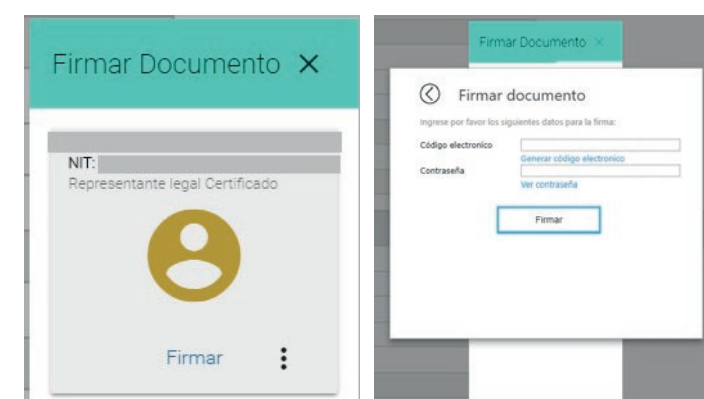 Firmar Documento ×
NIT:
Representante legal Certificado
Firmar
Firmar Documento ×
Firmar documento
Ingrese por favor los siguientes datos para la firma:
Código electronico
Generar código electronico
Contraseña
Ver contraseña
Firmar